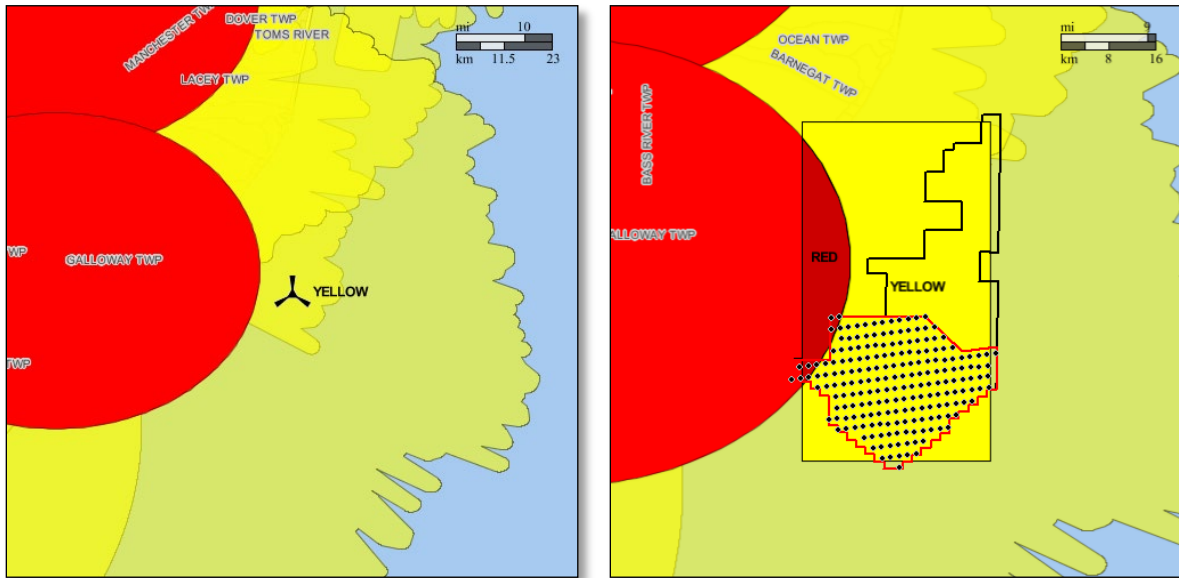 DOVER TWP
TOMS RIVER
MANCHESTER TWP
LACEY TWP
mi 10
km 11.5 23
WP
GALLOWAY TWP
YELLOW
TWP
mi 9
km 8 16
OCEAN TWP
BARNEGAT TWP
BASS RIVER TWP
ALLOWAY TWP
RED
YELLOW